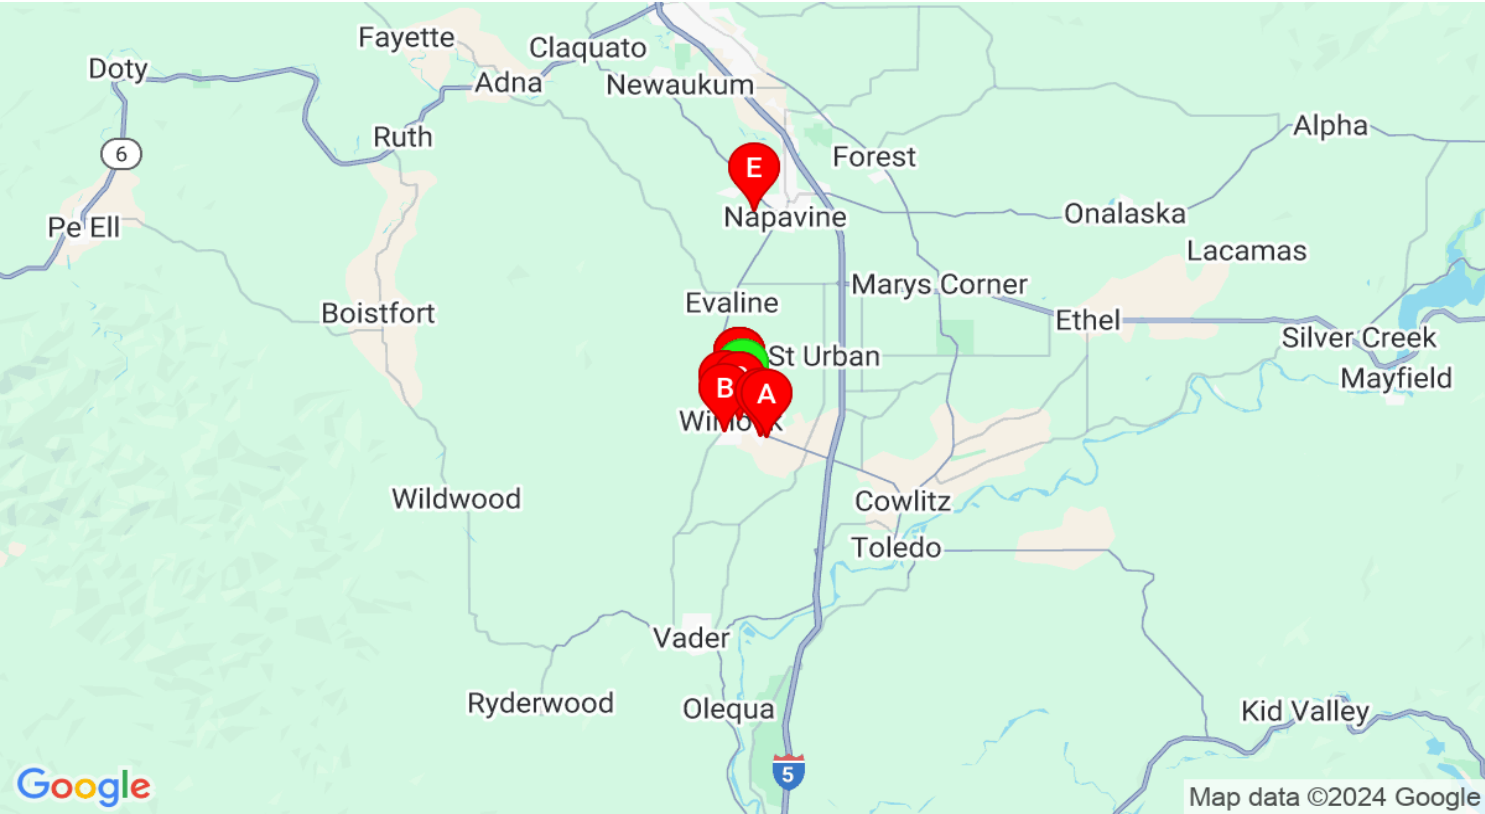 Fayette
Claquato
Doty
Adna
Newaukum
Alpha
Ruth
6
Forest
E
Onalaska
Napavine
Pe Ell
Lacamas
Marys Corner
Evaline
Boistfort
Ethel
Silver Creek
St Urban
Mayfield
B
A
Wildwood
Cowlitz
Toledo
Vader
Ryderwood
Olequa
Kid Valley
5
Google
Map data ©2024 Google